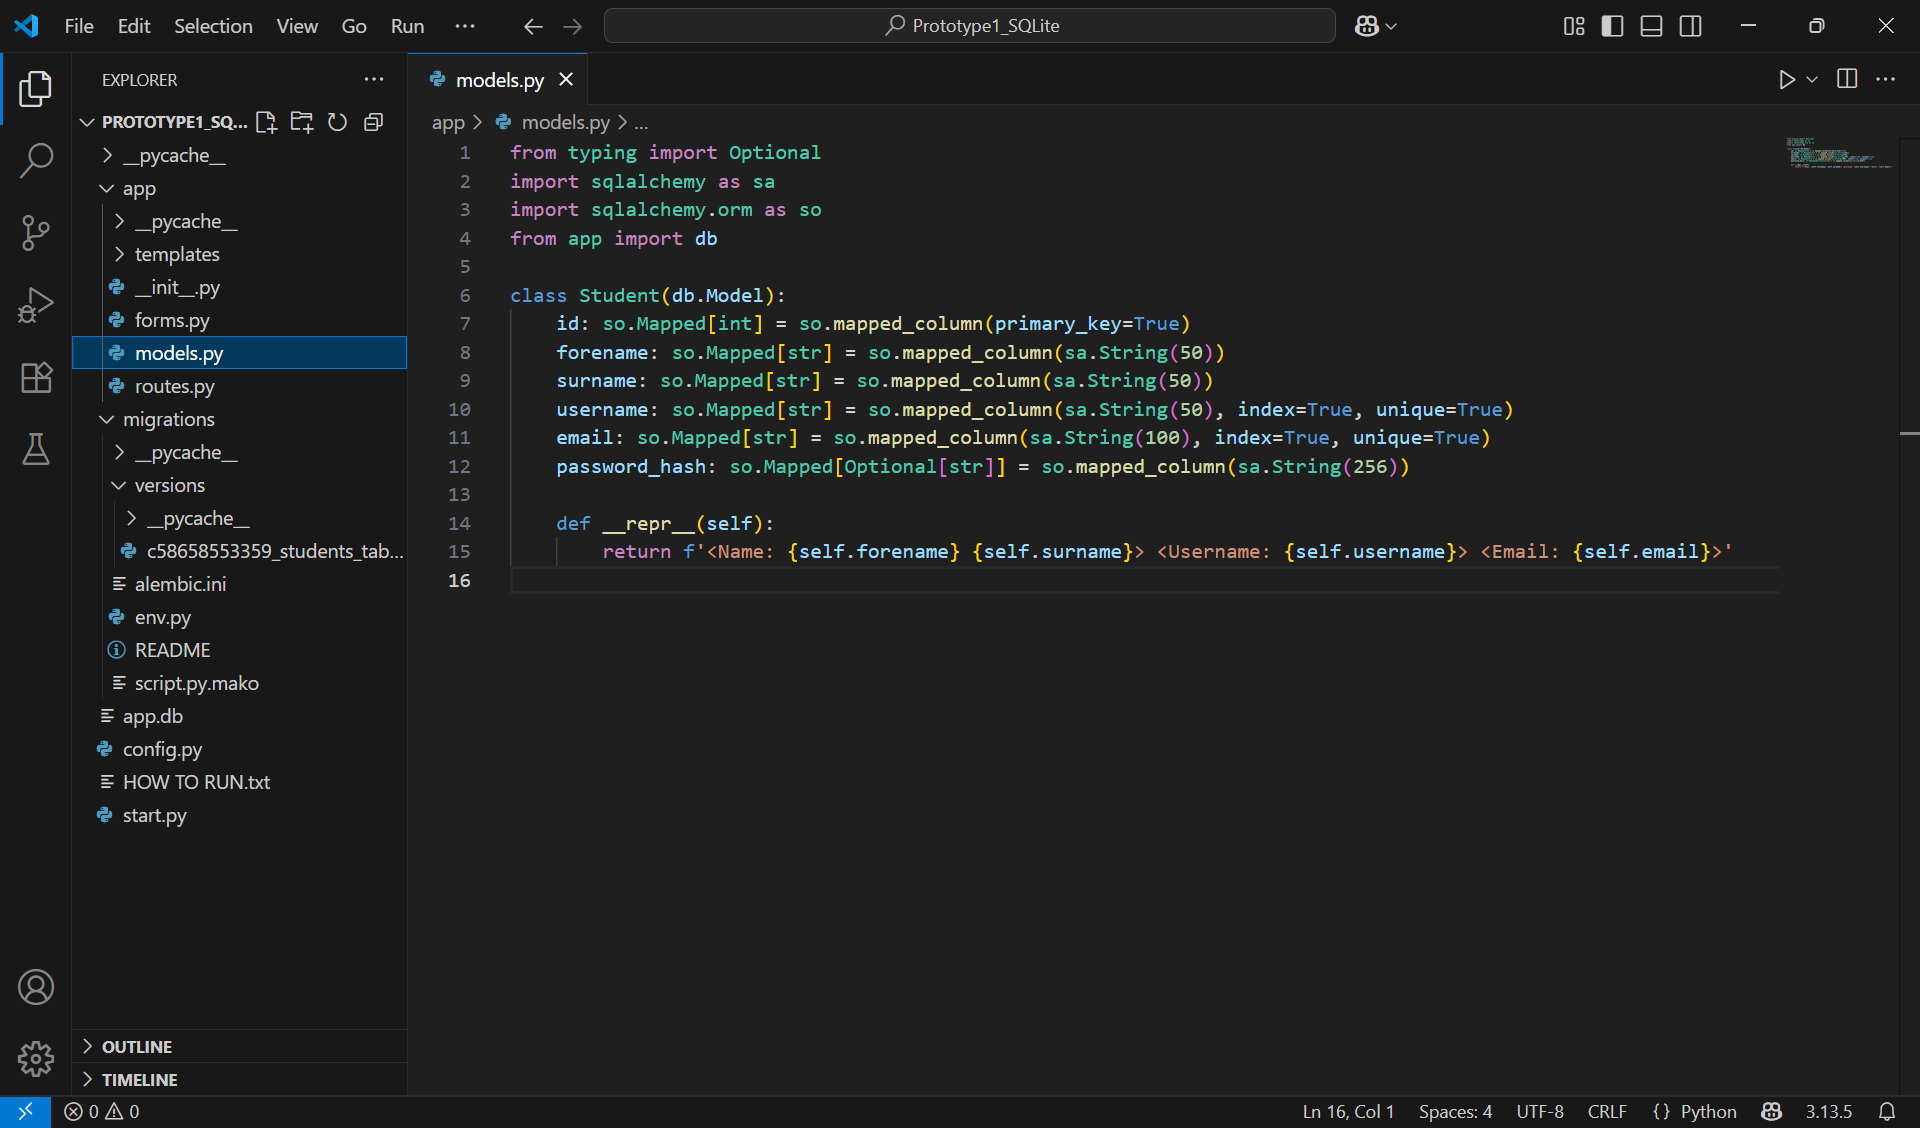 File Edit Selection View Go Run ··· Prototype1_SQLite
EXPLORER ···
PROTOTYPE1_SQ...
__pycache__
app
__pycache__
templates
__init__.py
forms.py
models.py
routes.py
migrations
__pycache__
versions
__pycache__
c58658553359_students_tab...
alembic.ini
env.py
README
script.py.mako
app.db
config.py
HOW TO RUN.txt
start.py
OUTLINE
TIMELINE
models.py
app > models.py > ...
1 from typing import Optional
2 import sqlalchemy as sa
3 import sqlalchemy.orm as so
4 from app import db
5
6 class Student(db.Model):
7     id: so.Mapped[int] = so.mapped_column(primary_key=True)
8     forename: so.Mapped[str] = so.mapped_column(sa.String(50))
9     surname: so.Mapped[str] = so.mapped_column(sa.String(50))
10     username: so.Mapped[str] = so.mapped_column(sa.String(50), index=True, unique=True)
11     email: so.Mapped[str] = so.mapped_column(sa.String(100), index=True, unique=True)
12     password_hash: so.Mapped[Optional[str]] = so.mapped_column(sa.String(256))
13
14     def __repr__(self):
15         return f'<Name: {self.forename} {self.surname}> <Username: {self.username}> <Email: {self.email}>'
16
0 0 Ln 16, Col 1 Spaces: 4 UTF-8 CRLF {} Python 3.13.5